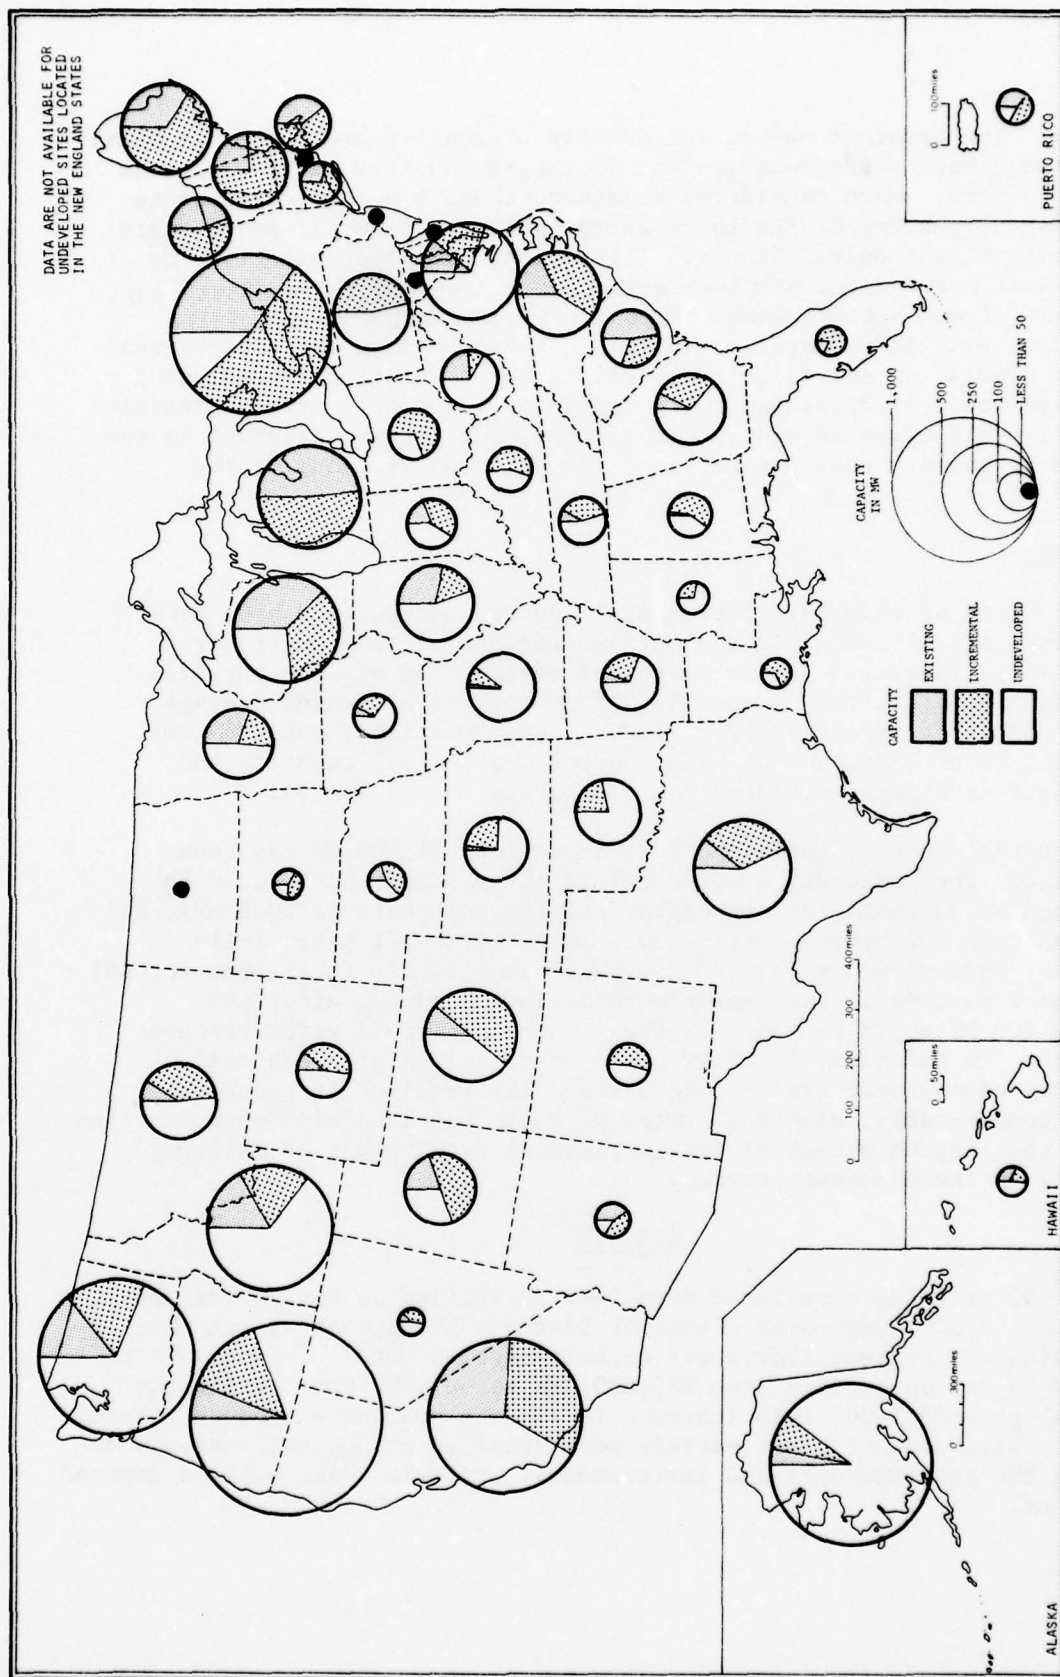 DATA ARE NOT AVAILABLE FOR
UNDEVELOPED SITES LOCATED
IN THE NEW ENGLAND STATES
100miles
0
PUERTO RICO
CAPACITY
IN MW
1,000
500
250
100
LESS THAN 50
CAPACITY
EXISTING
INCREMENTAL
UNDEVELOPED
0 100 200 300 400miles
0 50miles
HAWAII
0 300miles
ALASKA